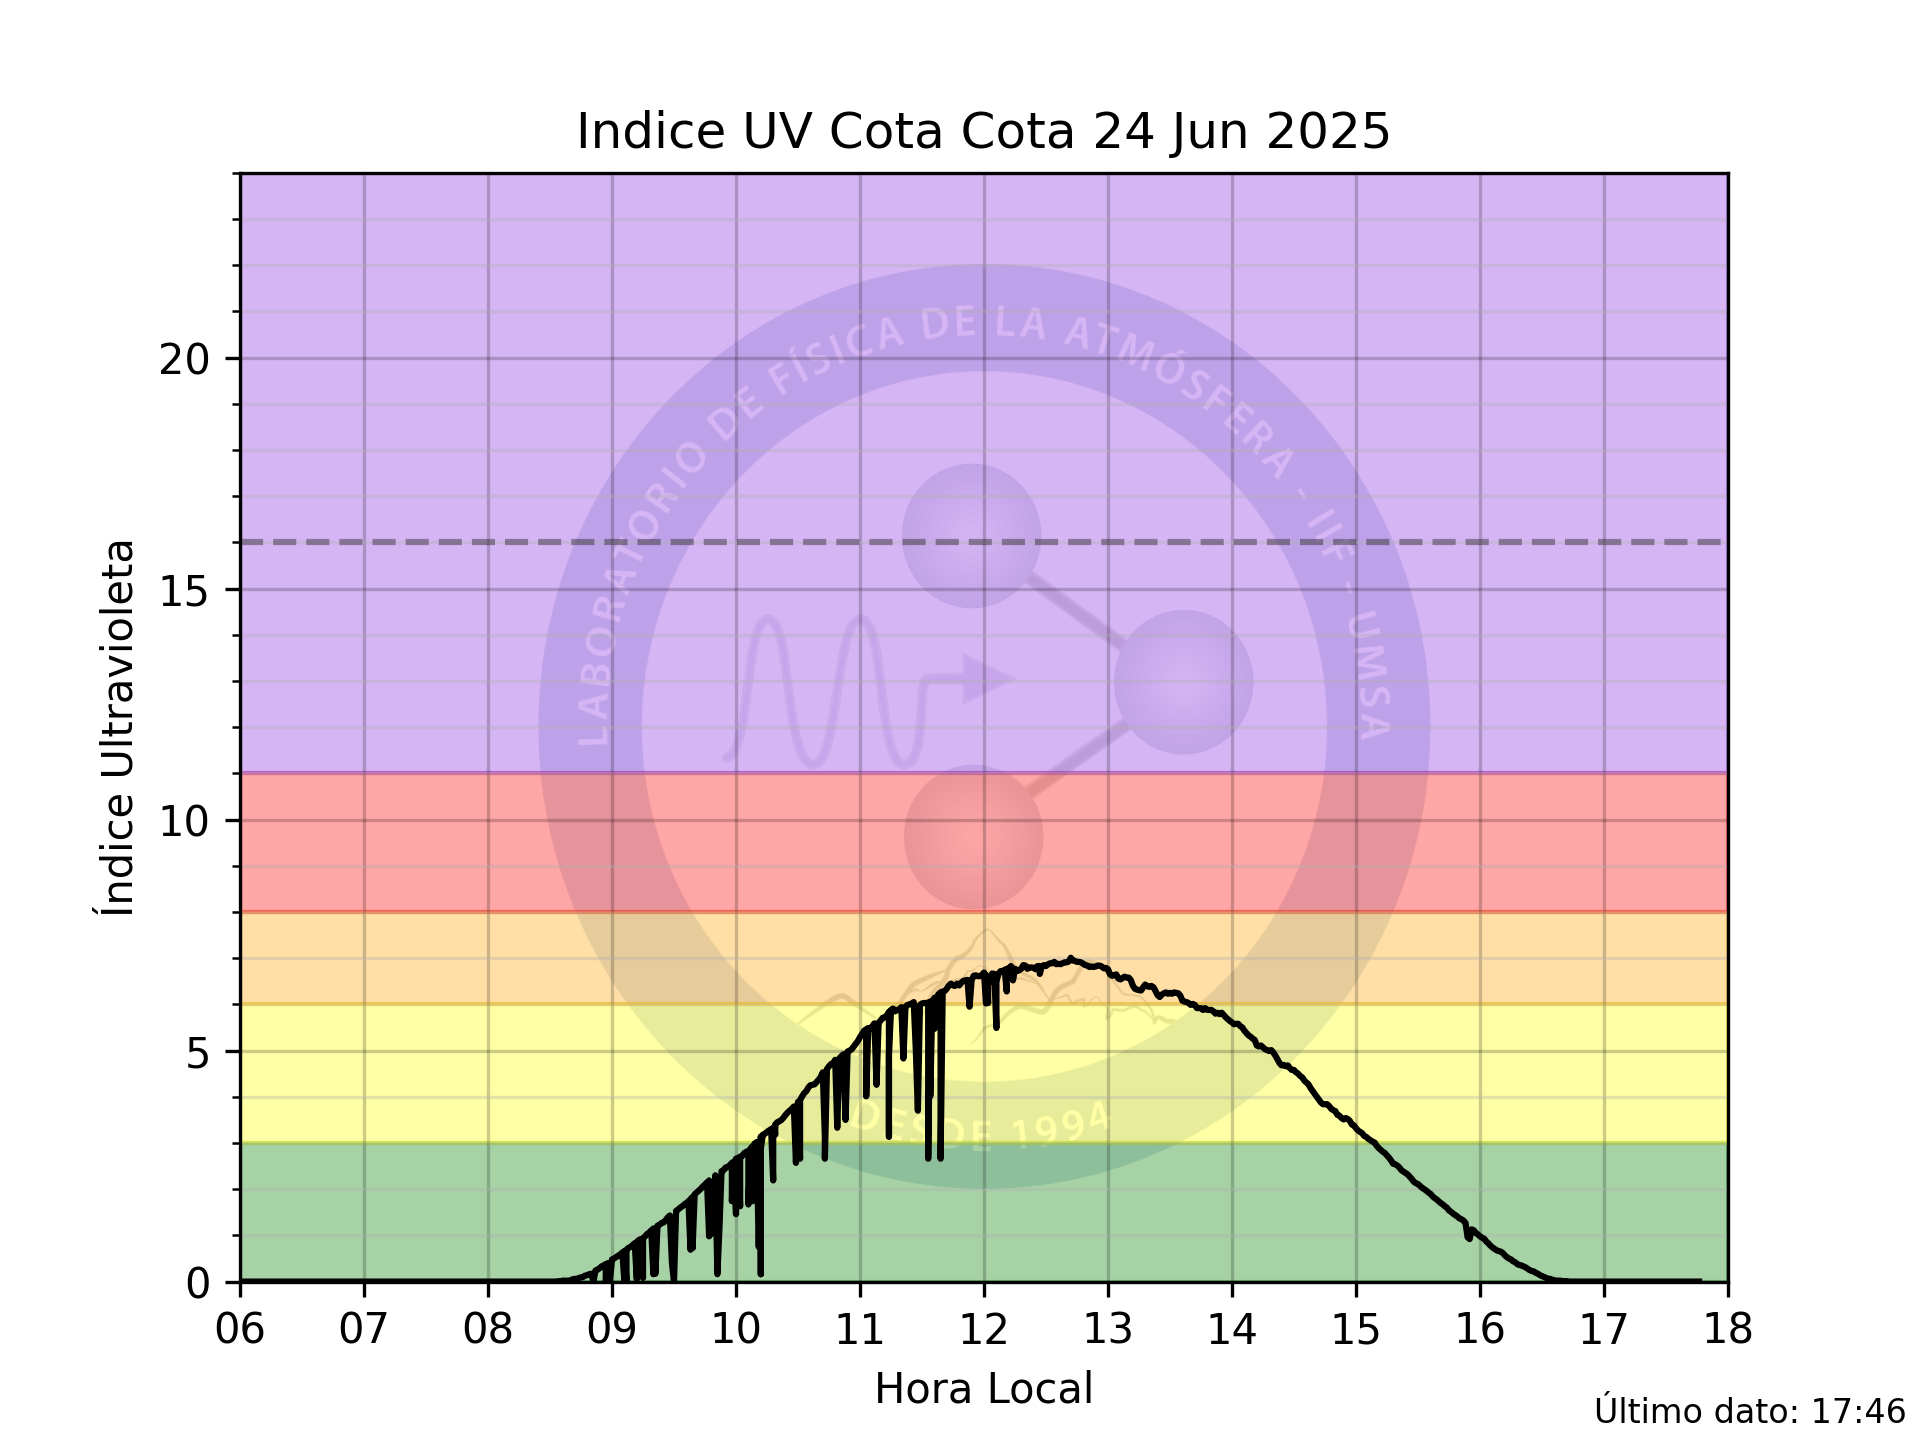 Indice UV Cota Cota 24 Jun 2025
LABORATORIO DE FÍSICA DE LA ATMÓSFERA - IIF - UMSA
DESDE 1994
Índice Ultravioleta
20
15
10
5
0
06 07 08 09 10 11 12 13 14 15 16 17 18
Hora Local
Último dato: 17:46